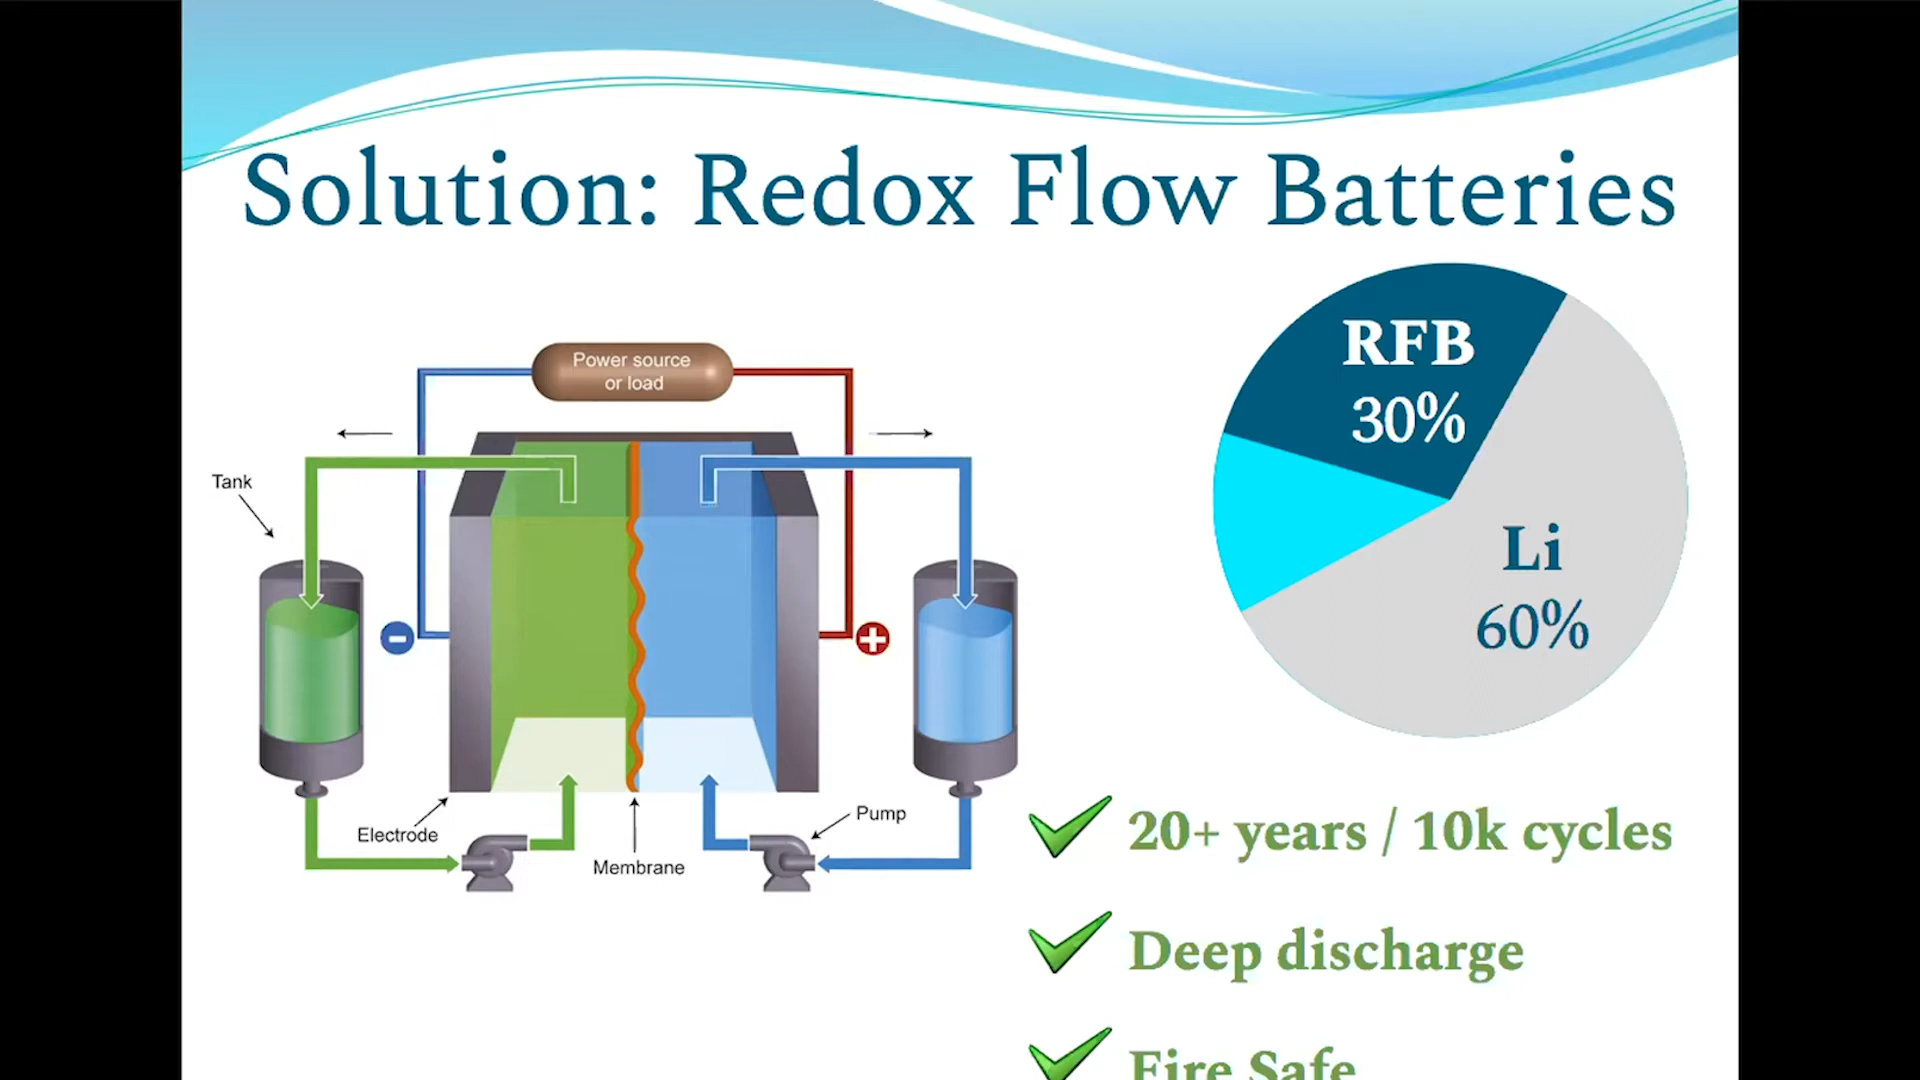 Solution: Redox Flow Batteries
Power source
or load
Tank
Electrode
Membrane
Pump
RFB
30%
Li
60%
20+ years / 10k cycles
Deep discharge
Fire Safe